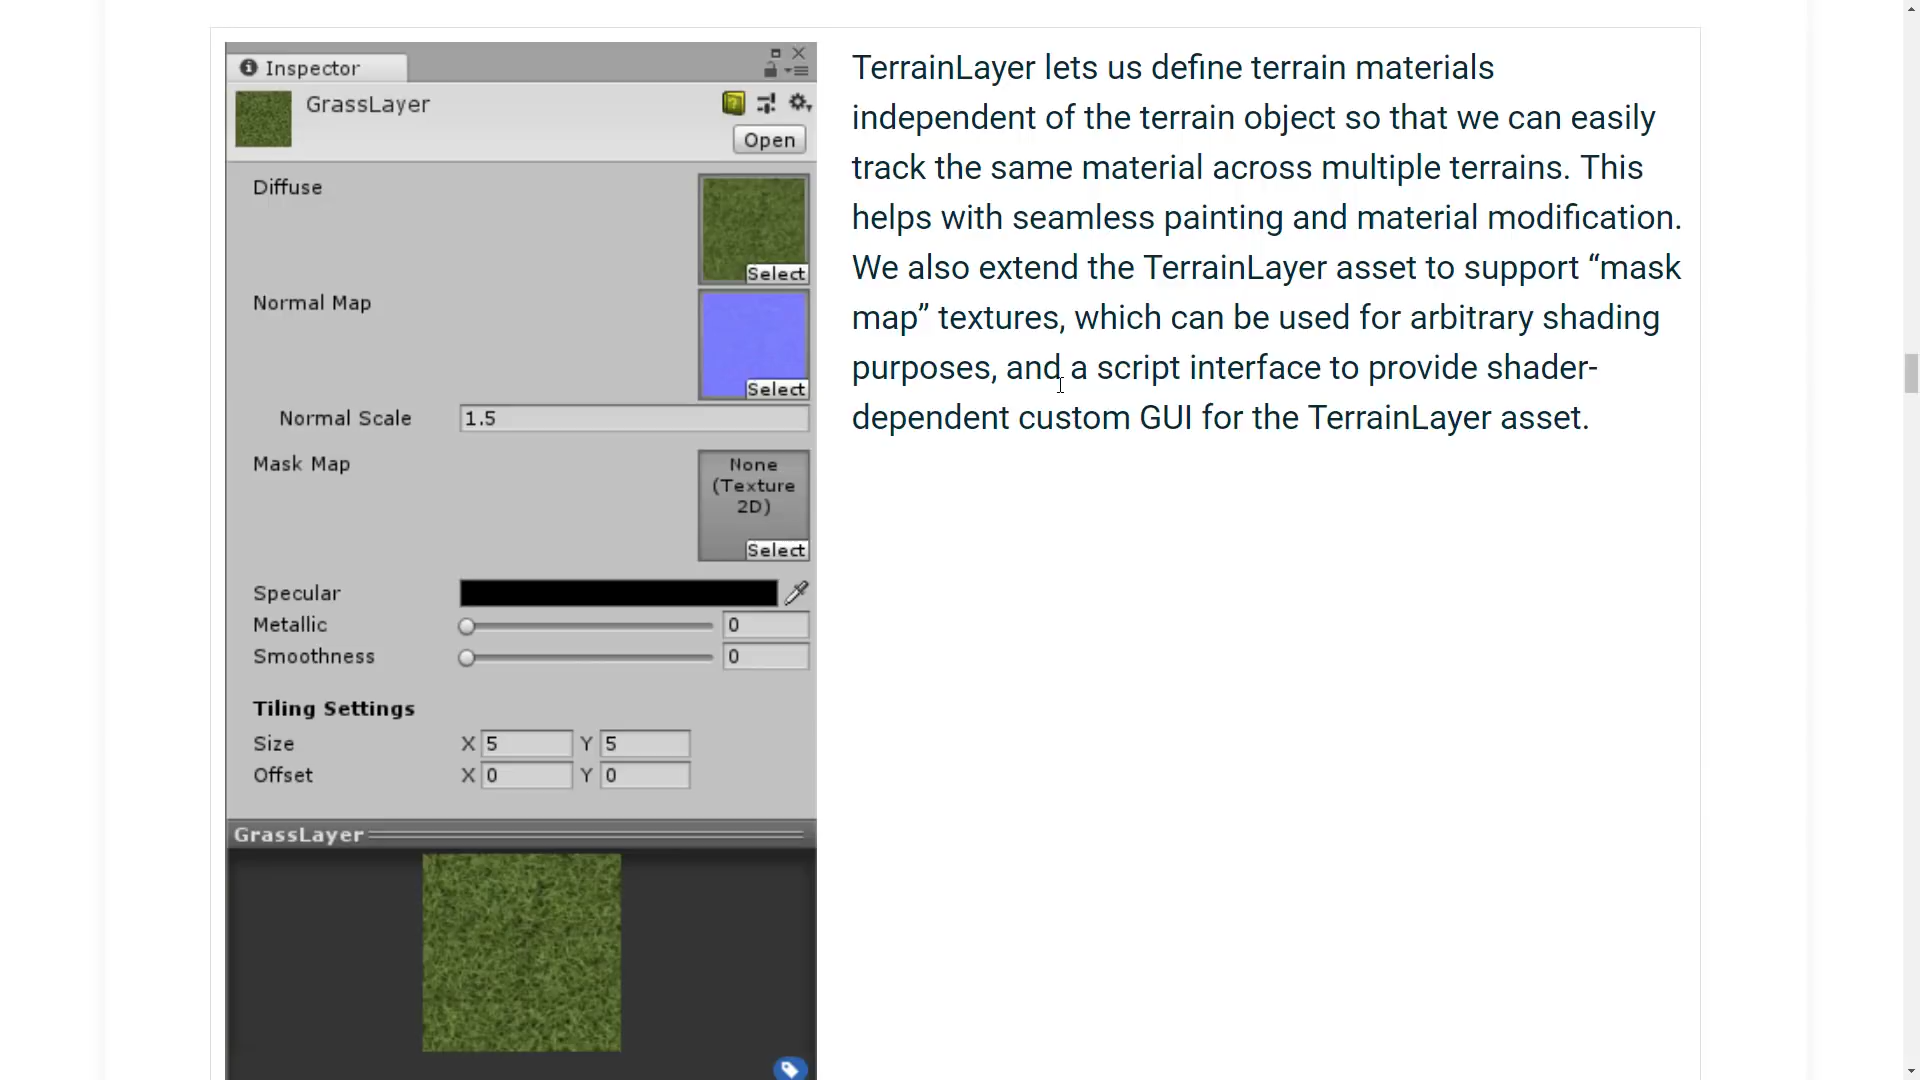 Inspector
GrassLayer
Open
Diffuse
Select
Normal Map
Select
Normal Scale 1.5
Mask Map
None
(Texture
2D)
Select
Specular
Metallic 0
Smoothness 0
Tiling Settings
Size X 5 Y 5
Offset X 0 Y 0
GrassLayer
TerrainLayer lets us define terrain materials
independent of the terrain object so that we can easily
track the same material across multiple terrains. This
helps with seamless painting and material modification.
We also extend the TerrainLayer asset to support “mask
map” textures, which can be used for arbitrary shading
purposes, and a script interface to provide shader-
dependent custom GUI for the TerrainLayer asset.